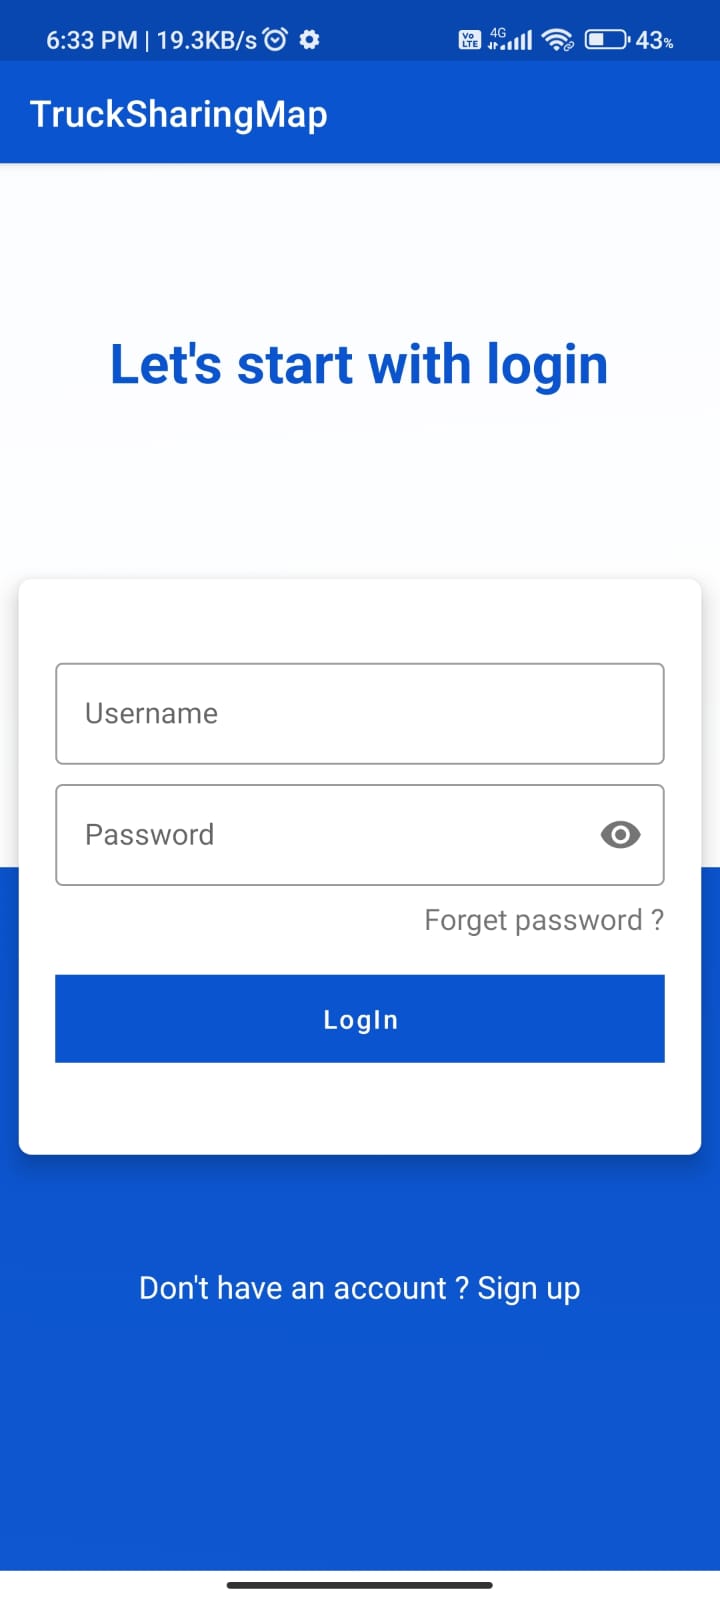 6:33 PM | 19.3KB/s Vo LTE 4G 43%
TruckSharingMap
Let's start with login
Username
Password
Forget password ?
LogIn
Don't have an account ? Sign up